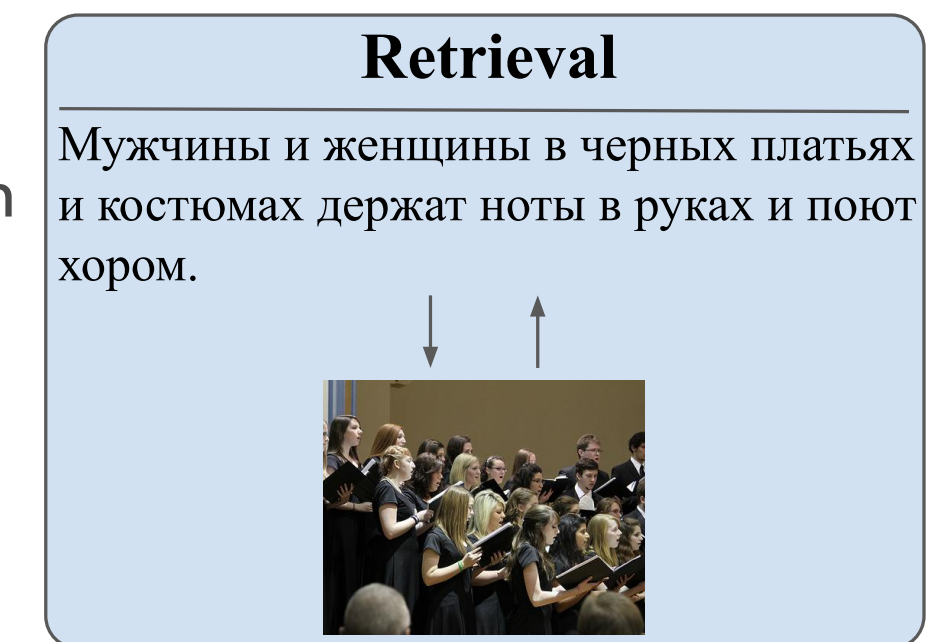 Retrieval
Мужчины и женщины в черных платьях
и костюмах держат ноты в руках и поют
хором.